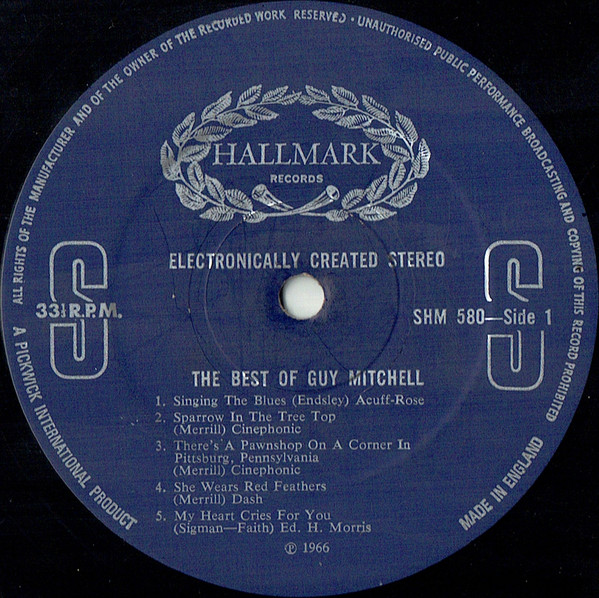 ALL RIGHTS OF THE MANUFACTURER AND OF THE OWNER OF THE RECORDED WORK RESERVED · UNAUTHORISED PUBLIC PERFORMANCE BROADCASTING AND COPYING OF THIS RECORD PROHIBITED
HALLMARK
RECORDS
ELECTRONICALLY CREATED STEREO
S
33⅓ R.P.M.
S
SHM 580—Side 1
THE BEST OF GUY MITCHELL
1. Singing The Blues (Endsley) Acuff-Rose
2. Sparrow In The Tree Top
(Merrill) Cinephonic
3. There's A Pawnshop On A Corner In
Pittsburg, Pennsylvania
(Merrill) Cinephonic
4. She Wears Red Feathers
(Merrill) Dash
5. My Heart Cries For You
(Sigman—Faith) Ed. H. Morris
℗ 1966
A PICKWICK INTERNATIONAL PRODUCT
MADE IN ENGLAND